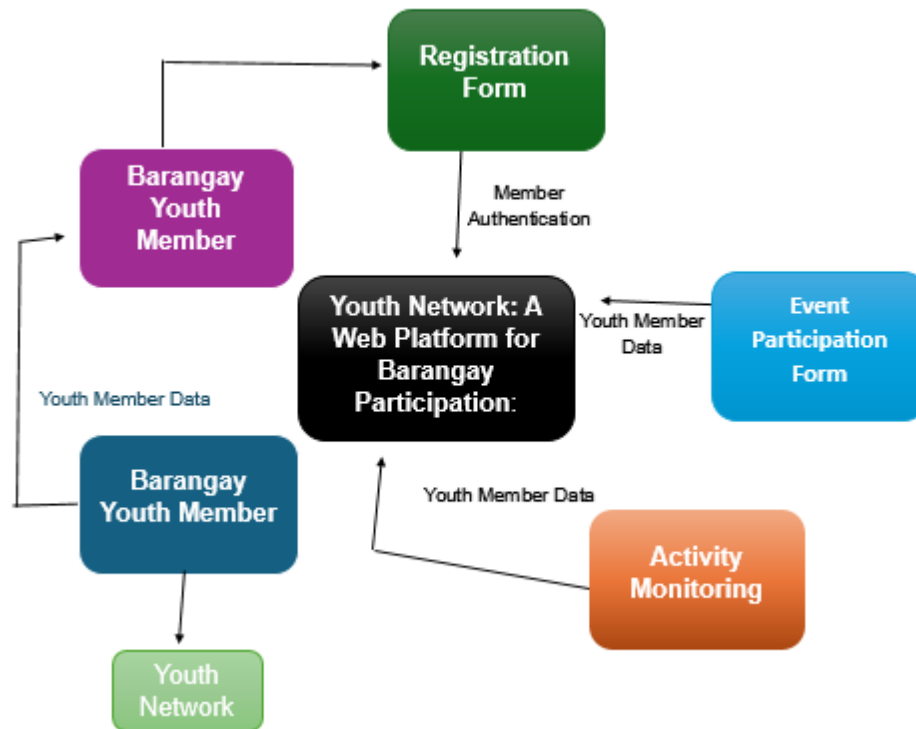 Registration
Form
Barangay
Youth
Member
Member
Authentication
Youth Network: A
Web Platform for
Barangay
Participation:
Youth Member
Data
Event
Participation
Form
Youth Member Data
Barangay
Youth Member
Youth Member Data
Activity
Monitoring
Youth
Network